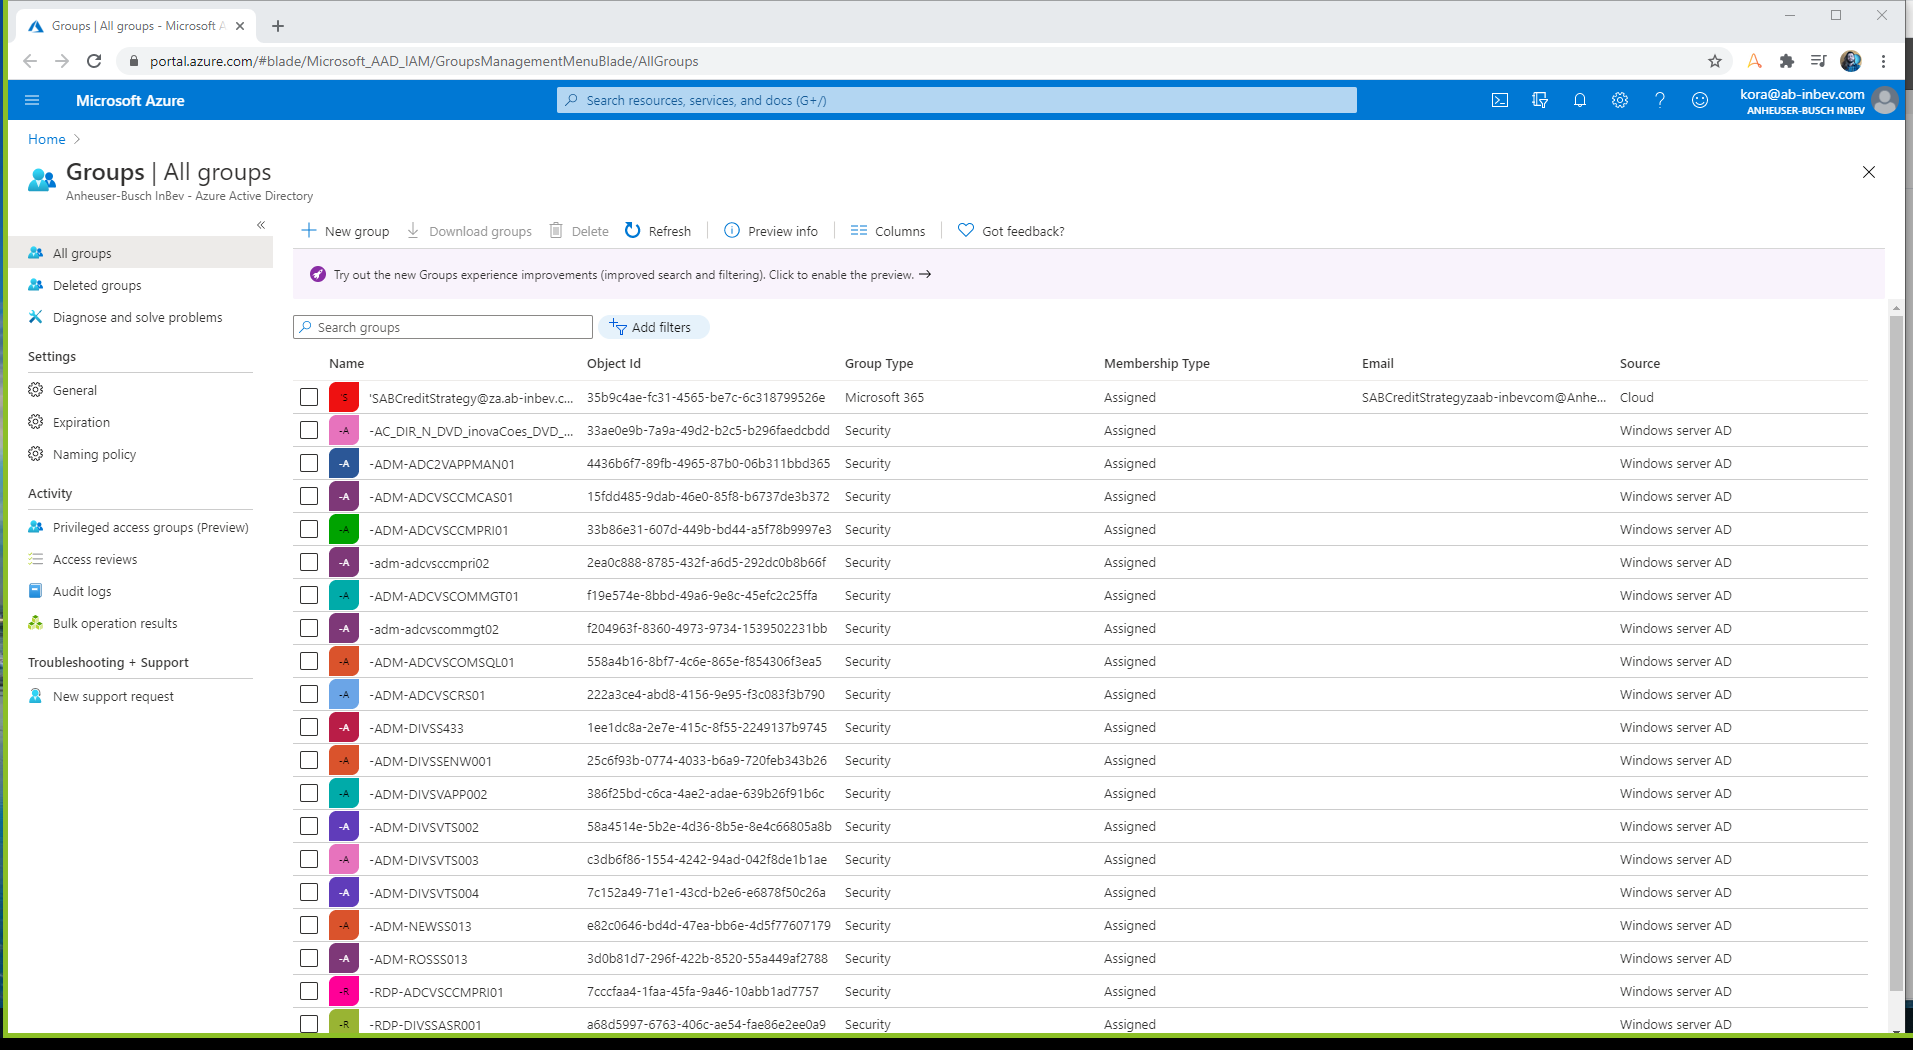 Groups | All groups - Microsoft A
portal.azure.com/#blade/Microsoft_AAD_IAM/GroupsManagementMenuBlade/AllGroups
Microsoft Azure
Search resources, services, and docs (G+/)
kora@ab-inbev.com
ANHEUSER-BUSCH INBEV
Home
Groups | All groups
Anheuser-Busch InBev - Azure Active Directory
All groups
Deleted groups
Diagnose and solve problems
Settings
General
Expiration
Naming policy
Activity
Privileged access groups (Preview)
Access reviews
Audit logs
Bulk operation results
Troubleshooting + Support
New support request
New group Download groups Delete Refresh Preview info Columns Got feedback?
Try out the new Groups experience improvements (improved search and filtering). Click to enable the preview. →
Search groups Add filters
Name Object Id Group Type Membership Type Email Source
'S 'SABCreditStrategy@za.ab-inbev.c... 35b9c4ae-fc31-4565-be7c-6c318799526e Microsoft 365 Assigned SABCreditStrategyzaab-inbevcom@Anhe... Cloud
-A -AC_DIR_N_DVD_inovaCoes_DVD_... 33ae0e9b-7a9a-49d2-b2c5-b296faedcbdd Security Assigned Windows server AD
-A -ADM-ADC2VAPPMAN01 4436b6f7-89fb-4965-87b0-06b311bbd365 Security Assigned Windows server AD
-A -ADM-ADCVSCCMCAS01 15fdd485-9dab-46e0-85f8-b6737de3b372 Security Assigned Windows server AD
-A -ADM-ADCVSCCMPRI01 33b86e31-607d-449b-bd44-a5f78b9997e3 Security Assigned Windows server AD
-A -adm-adcvsccmpri02 2ea0c888-8785-432f-a6d5-292dc0b8b66f Security Assigned Windows server AD
-A -ADM-ADCVSCOMMGT01 f19e574e-8bbd-49a6-9e8c-45efc2c25ffa Security Assigned Windows server AD
-A -adm-adcvscommgt02 f204963f-8360-4973-9734-1539502231bb Security Assigned Windows server AD
-A -ADM-ADCVSCOMSQL01 558a4b16-8bf7-4c6e-865e-f854306f3ea5 Security Assigned Windows server AD
-A -ADM-ADCVSCRS01 222a3ce4-abd8-4156-9e95-f3c083f3b790 Security Assigned Windows server AD
-A -ADM-DIVSS433 1ee1dc8a-2e7e-415c-8f55-2249137b9745 Security Assigned Windows server AD
-A -ADM-DIVSSENW001 25c6f93b-0774-4033-b6a9-720feb343b26 Security Assigned Windows server AD
-A -ADM-DIVSVAPP002 386f25bd-c6ca-4ae2-adae-639b26f91b6c Security Assigned Windows server AD
-A -ADM-DIVSVTS002 58a4514e-5b2e-4d36-8b5e-8e4c66805a8b Security Assigned Windows server AD
-A -ADM-DIVSVTS003 c3db6f86-1554-4242-94ad-042f8de1b1ae Security Assigned Windows server AD
-A -ADM-DIVSVTS004 7c152a49-71e1-43cd-b2e6-e6878f50c26a Security Assigned Windows server AD
-A -ADM-NEWSS013 e82c0646-bd4d-47ea-bb6e-4d5f77607179 Security Assigned Windows server AD
-A -ADM-ROSSS013 3d0b81d7-296f-422b-8520-55a449af2788 Security Assigned Windows server AD
-R -RDP-ADCVSCCMPRI01 7cccfaa4-1faa-45fa-9a46-10abb1ad7757 Security Assigned Windows server AD
-R -RDP-DIVSSASR001 a68d5997-6763-406c-ae54-fae86e2ee0a9 Security Assigned Windows server AD